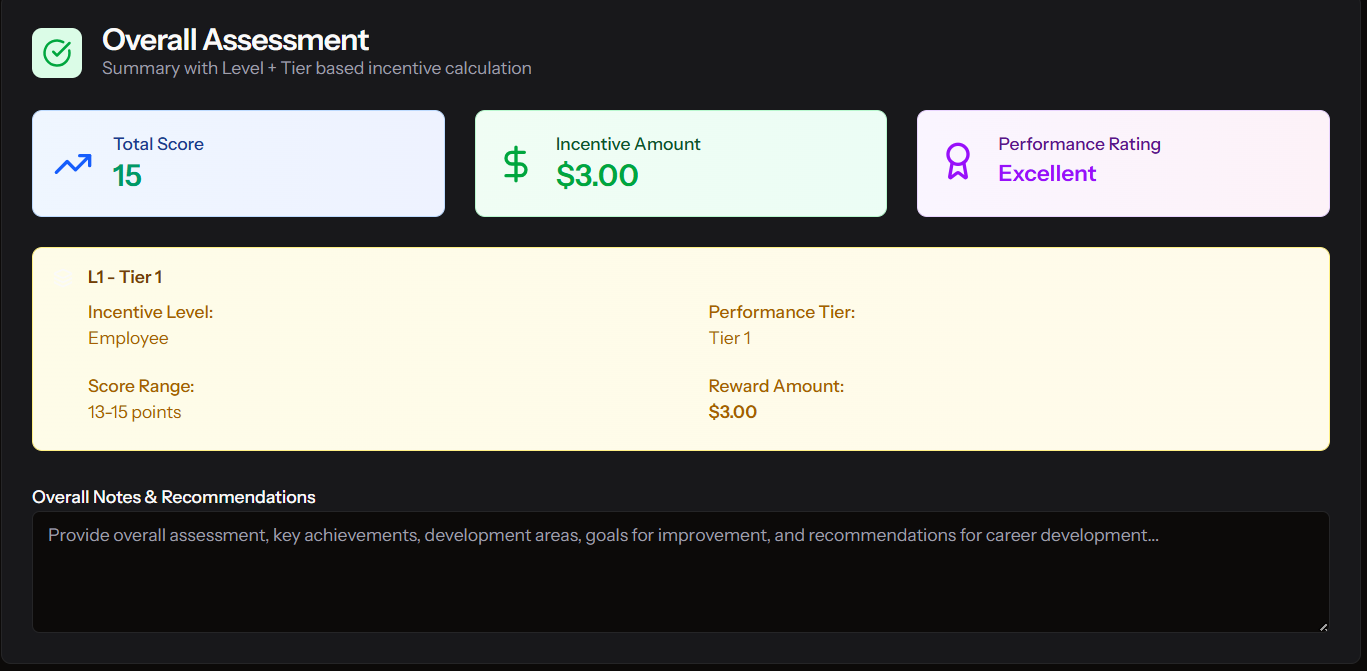 Overall Assessment
Summary with Level + Tier based incentive calculation
Total Score
15
Incentive Amount
$3.00
Performance Rating
Excellent
L1 - Tier 1
Incentive Level:
Employee
Performance Tier:
Tier 1
Score Range:
13-15 points
Reward Amount:
$3.00
Overall Notes & Recommendations
Provide overall assessment, key achievements, development areas, goals for improvement, and recommendations for career development...